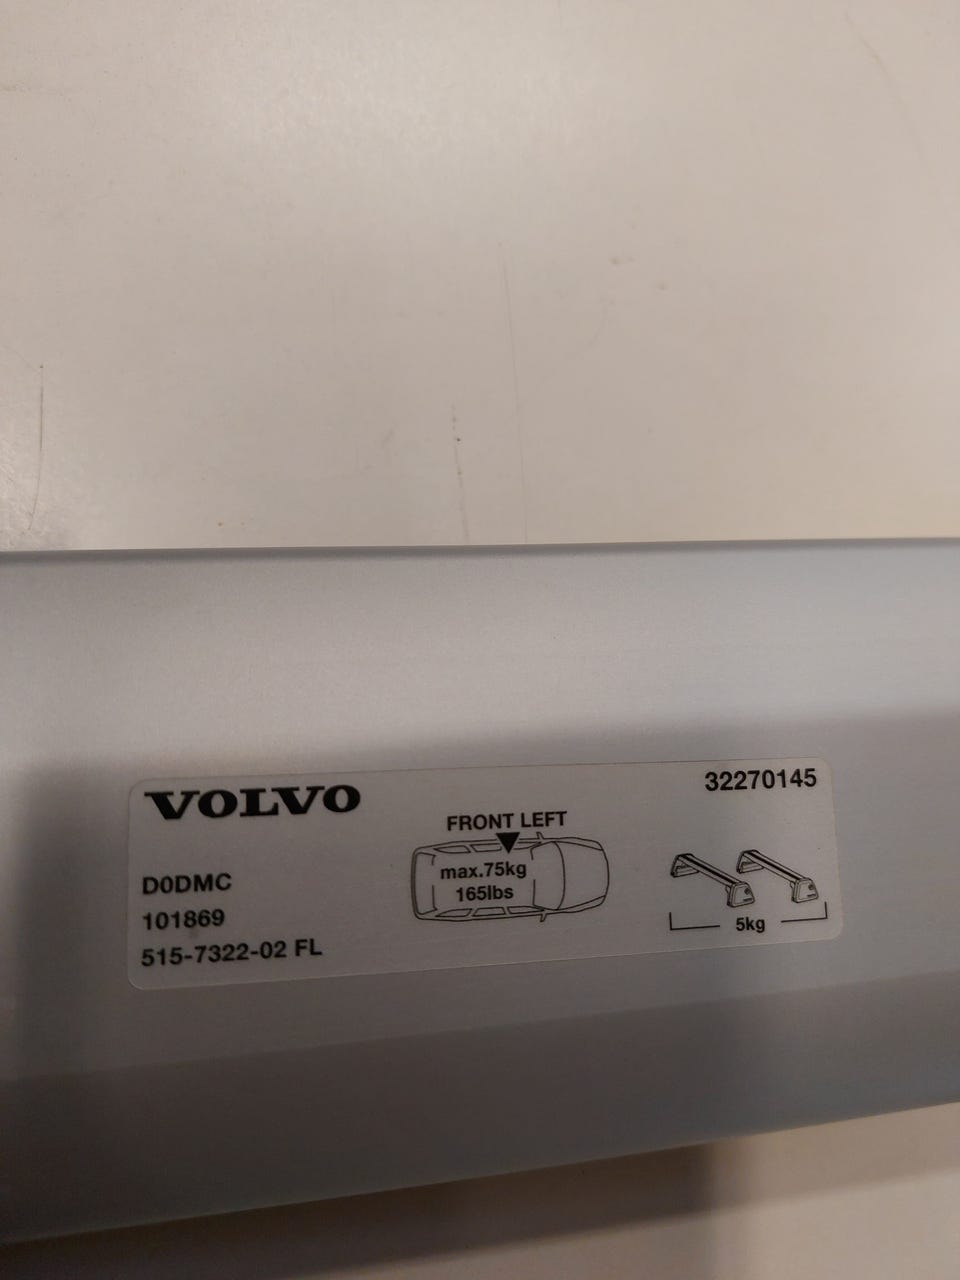 VOLVO
32270145
FRONT LEFT
D0DMC
max.75kg
101869
165lbs
515-7322-02 FL
5kg